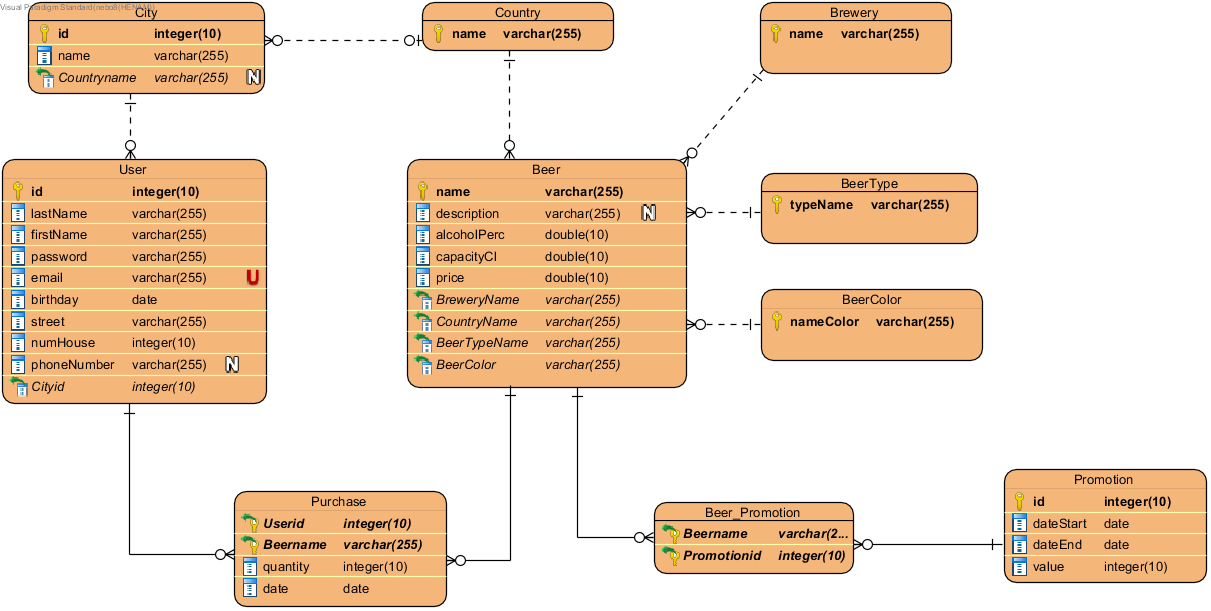 Visual Paradigm Standard
City
id integer(10)
name varchar(255)
Countryname varchar(255) N
Country
name varchar(255)
Brewery
name varchar(255)
User
id integer(10)
lastName varchar(255)
firstName varchar(255)
password varchar(255)
email varchar(255) U
birthday date
street varchar(255)
numHouse integer(10)
phoneNumber varchar(255) N
Cityid integer(10)
Beer
name varchar(255)
description varchar(255) N
alcoholPerc double(10)
capacityCl double(10)
price double(10)
BreweryName varchar(255)
CountryName varchar(255)
BeerTypeName varchar(255)
BeerColor varchar(255)
BeerType
typeName varchar(255)
BeerColor
nameColor varchar(255)
Purchase
Userid integer(10)
Beername varchar(255)
quantity integer(10)
date date
Beer_Promotion
Beername varchar(2...
Promotionid integer(10)
Promotion
id integer(10)
dateStart date
dateEnd date
value integer(10)